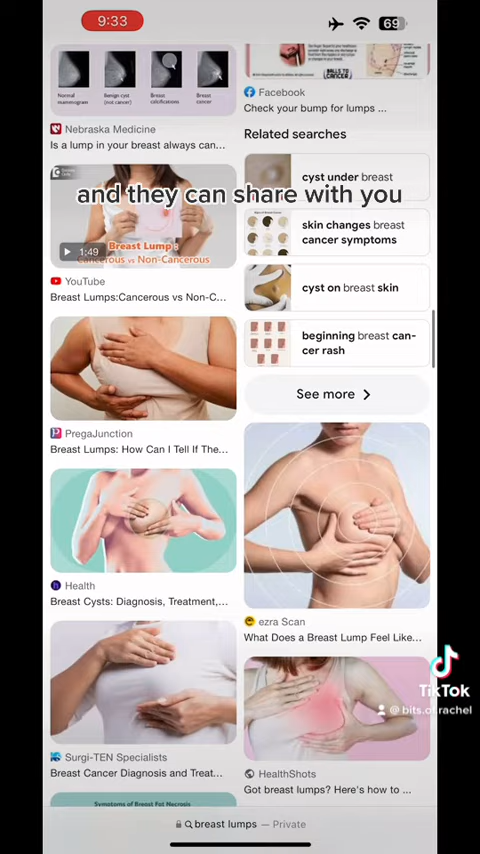 9:33
69
Normal mammogram
Benign cyst (not cancer)
Breast calcifications
Breast cancer
Nebraska Medicine
Is a lump in your breast always can...
and they can share with you
1:49
Breast Lumps
Cancerous vs Non-Cancerous
YouTube
Breast Lumps:Cancerous vs Non-C...
PregaJunction
Breast Lumps: How Can I Tell If The...
Health
Breast Cysts: Diagnosis, Treatment,...
Surgi-TEN Specialists
Breast Cancer Diagnosis and Treat...
Symptoms of Breast Fat Necrosis
Facebook
Check your bump for lumps ...
Related searches
cyst under breast
skin changes breast
cancer symptoms
cyst on breast skin
beginning breast can-
cer rash
See more
ezra Scan
What Does a Breast Lump Feel Like...
HealthShots
Got breast lumps? Here's how to ...
TikTok
@bits.of.rachel
breast lumps — Private